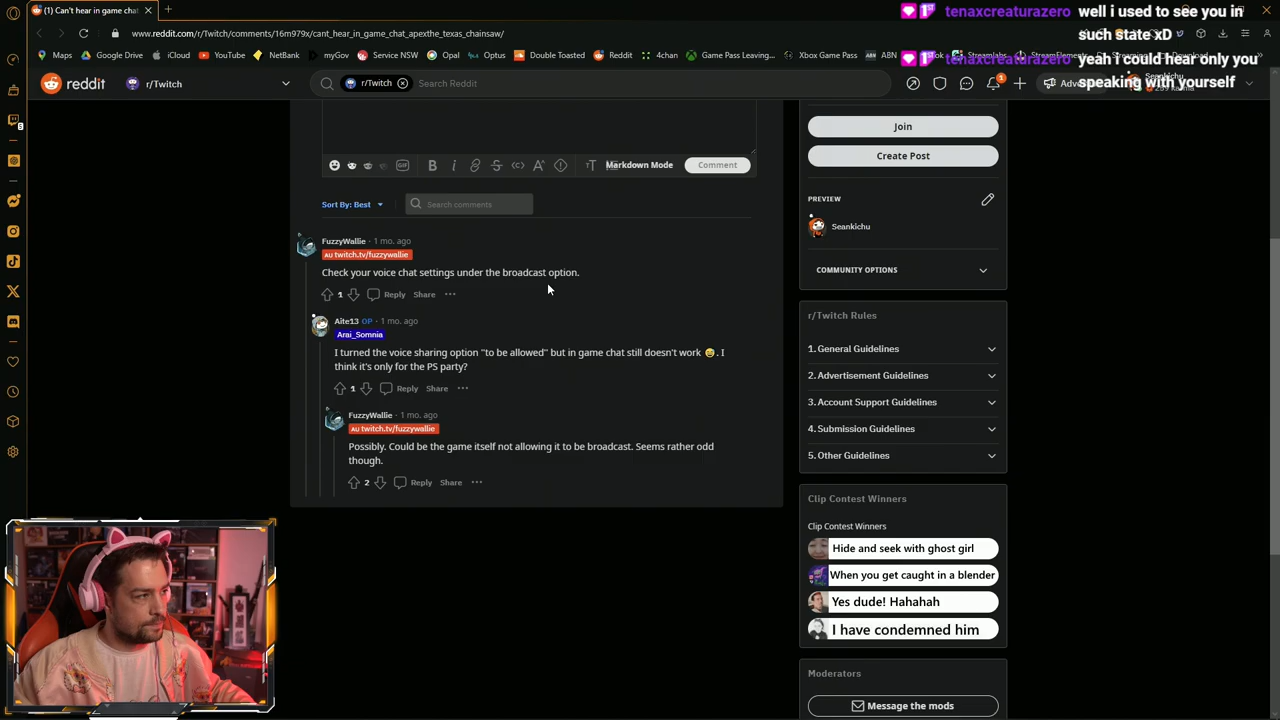 (1) Can't hear in game chat
tenaxcreaturazero well i used to see you in
such state xD
www.reddit.com/r/Twitch/comments/16m979x/cant_hear_in_game_chat_apexthe_texas_chainsaw/
Maps
Google Drive
iCloud
YouTube
NetBank
myGov
Service NSW
Opal
Optus
Double Toasted
Reddit
4chan
Game Pass Leaving...
Xbox Game Pass
ABN
Streamlabs
StreamElements
tenaxcreaturazero yeah i could hear only you
speaking with yourself
reddit
r/Twitch
r/Twitch
Search Reddit
1
Seankichu
Markdown Mode
Comment
Sort By: Best
Search comments
FuzzyWallie · 1 mo. ago
AU twitch.tv/fuzzywallie
Check your voice chat settings under the broadcast option.
1 Reply Share
Aite13 OP · 1 mo. ago
Arai_Somnia
I turned the voice sharing option "to be allowed" but in game chat still doesn't work 😅. I
think it's only for the PS party?
1 Reply Share
FuzzyWallie · 1 mo. ago
AU twitch.tv/fuzzywallie
Possibly. Could be the game itself not allowing it to be broadcast. Seems rather odd
though.
2 Reply Share
Join
Create Post
PREVIEW
Seankichu
COMMUNITY OPTIONS
r/Twitch Rules
1. General Guidelines
2. Advertisement Guidelines
3. Account Support Guidelines
4. Submission Guidelines
5. Other Guidelines
Clip Contest Winners
Clip Contest Winners
Hide and seek with ghost girl
When you get caught in a blender
Yes dude! Hahahah
I have condemned him
Moderators
Message the mods